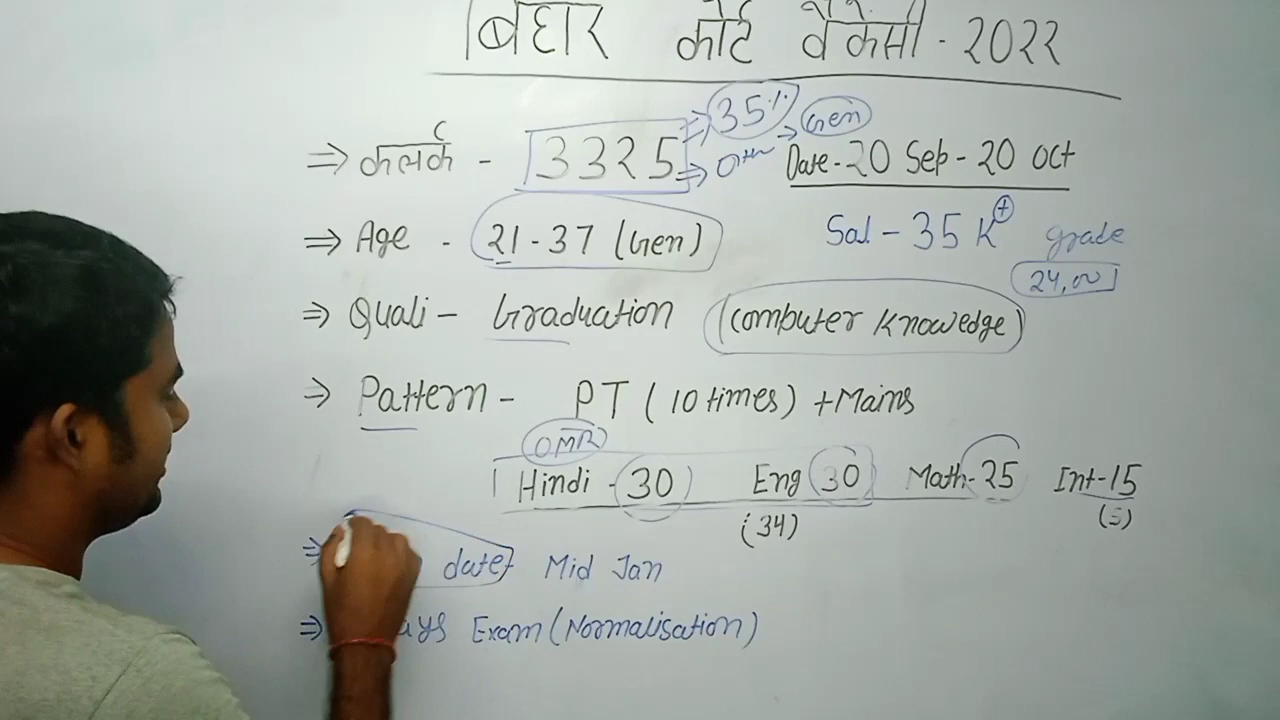 बिहार कोर्ट वैकेंसी - 2022
⇒ क्लर्क - 3325 ⇒ 35% ⇒ Oth → Gen Date - 20 Sep - 20 Oct
⇒ Age - 21 - 37 (Gen) Sal - 35 K + grade
24,00
⇒ Quali - Graduation (Computer Knowedge)
⇒ Pattern - PT (10 times) + Mains
OMR
Hindi - 30 Eng 30 Math - 25 Int - 15
(34) (5)
⇒ date Mid Jan
⇒ Exam (Normalisation)